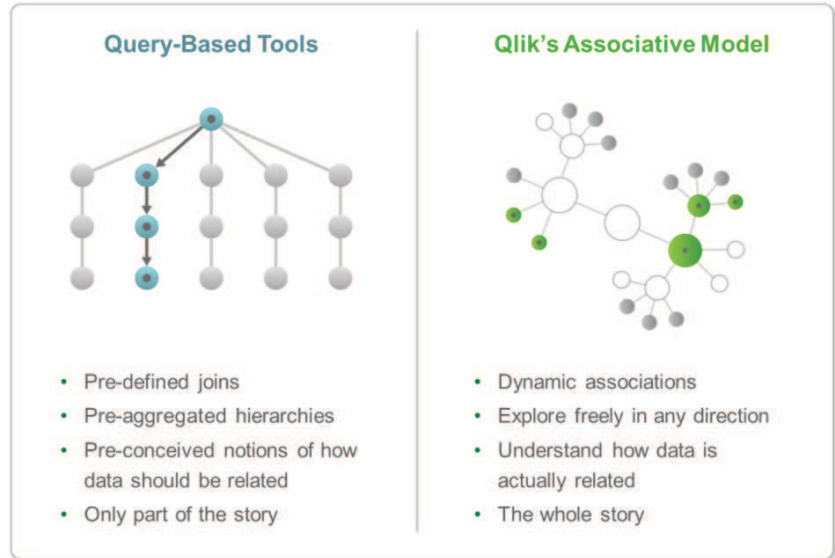 Query-Based Tools
• Pre-defined joins
• Pre-aggregated hierarchies
• Pre-conceived notions of how
data should be related
• Only part of the story
Qlik's Associative Model
• Dynamic associations
• Explore freely in any direction
• Understand how data is
actually related
• The whole story